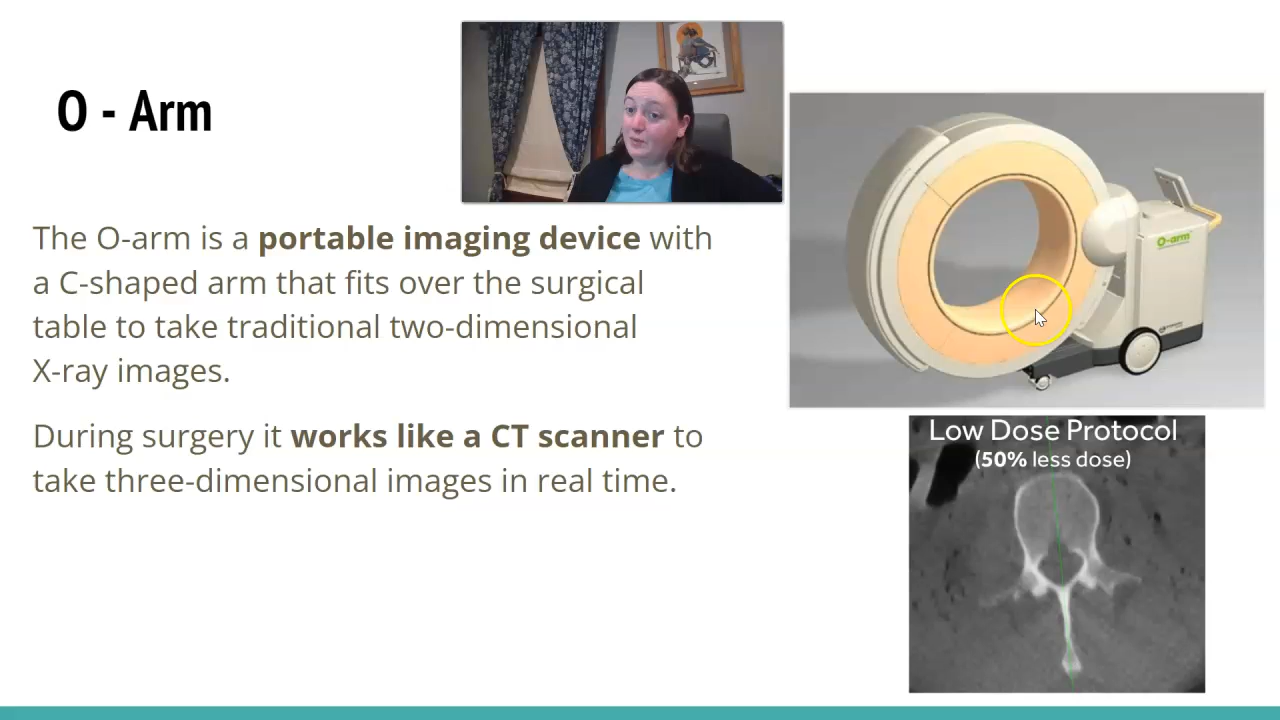 O - Arm
The O-arm is a portable imaging device with
a C-shaped arm that fits over the surgical
table to take traditional two-dimensional
X-ray images.
During surgery it works like a CT scanner to
take three-dimensional images in real time.
O-arm
Low Dose Protocol
(50% less dose)